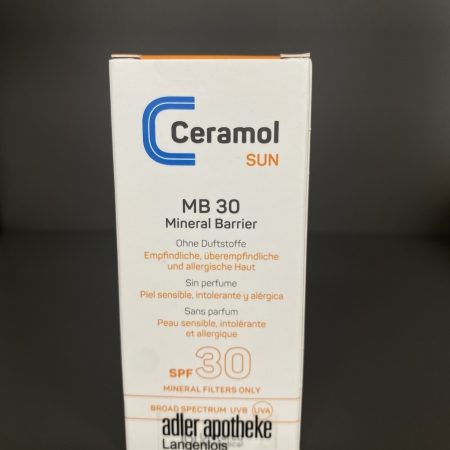 Ceramol
SUN
MB 30
Mineral Barrier
Ohne Duftstoffe
Empfindliche, überempfindliche
und allergische Haut
Sin perfume
Piel sensible, intolerante y alérgica
Sans parfum
Peau sensible, intolérante
et allergique
SPF 30
MINERAL FILTERS ONLY
BROAD SPECTRUM UVB UVA
adler apotheke
Langenlois